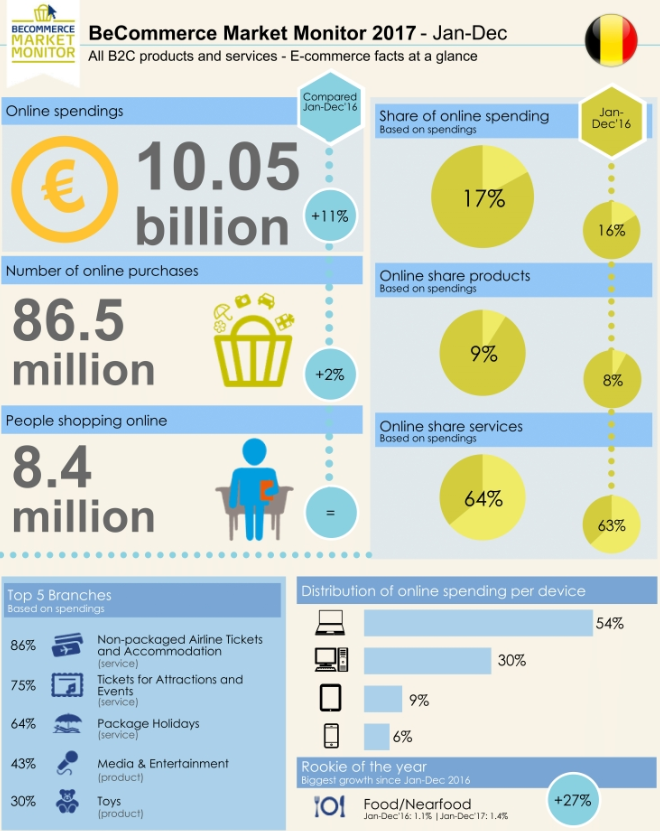 BECOMMERCE
MARKET
MONITOR
BeCommerce Market Monitor 2017 - Jan-Dec
All B2C products and services - E-commerce facts at a glance
Online spendings
Compared
Jan-Dec'16
€
10.05
billion
+11%
Number of online purchases
86.5
million
+2%
People shopping online
8.4
million
=
Share of online spending
Based on spendings
Jan-
Dec'16
17%
16%
Online share products
Based on spendings
9%
8%
Online share services
Based on spendings
64%
63%
Top 5 Branches
Based on spendings
86%
Non-packaged Airline Tickets
and Accommodation
(service)
75%
Tickets for Attractions and
Events
(service)
64%
Package Holidays
(service)
43%
Media & Entertainment
(product)
30%
Toys
(product)
Distribution of online spending per device
54%
30%
9%
6%
Rookie of the year
Biggest growth since Jan-Dec 2016
Food/Nearfood
Jan-Dec'16: 1.1% |Jan-Dec'17: 1.4%
+27%